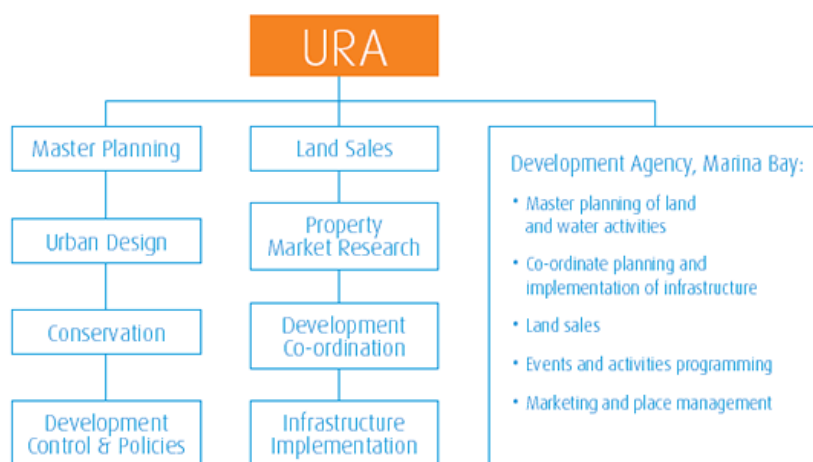 URA
Master Planning
Urban Design
Conservation
Development
Control & Policies
Land Sales
Property
Market Research
Development
Co-ordination
Infrastructure
Implementation
Development Agency, Marina Bay:
• Master planning of land
and water activities
• Co-ordinate planning and
implementation of infrastructure
• Land sales
• Events and activities programming
• Marketing and place management